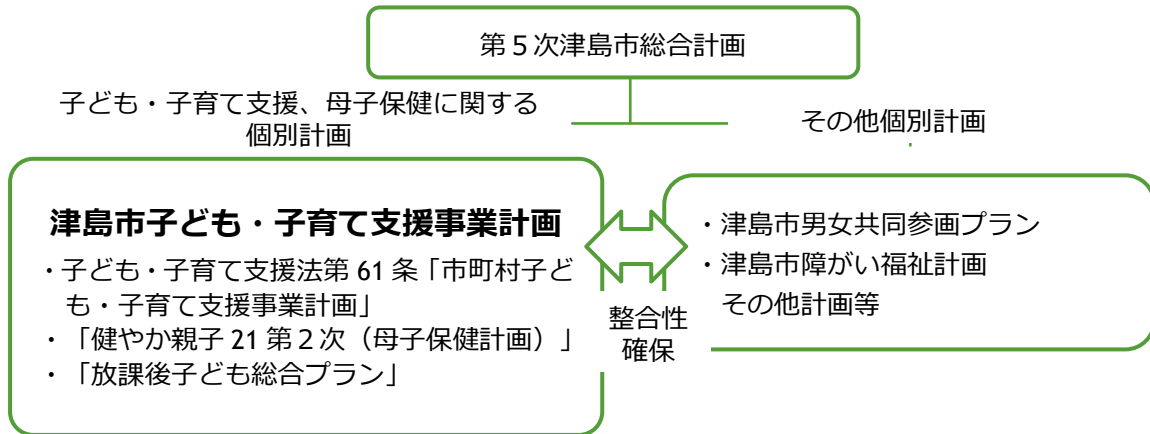 第5次津島市総合計画
子ども・子育て支援、母子保健に関する
個別計画
その他個別計画
津島市子ども・子育て支援事業計画
・子ども・子育て支援法第 61 条「市町村子ど
も・子育て支援事業計画」
・「健やか親子 21 第2次（母子保健計画）」
・「放課後子ども総合プラン」
整合性
確保
・津島市男女共同参画プラン
・津島市障がい福祉計画
その他計画等